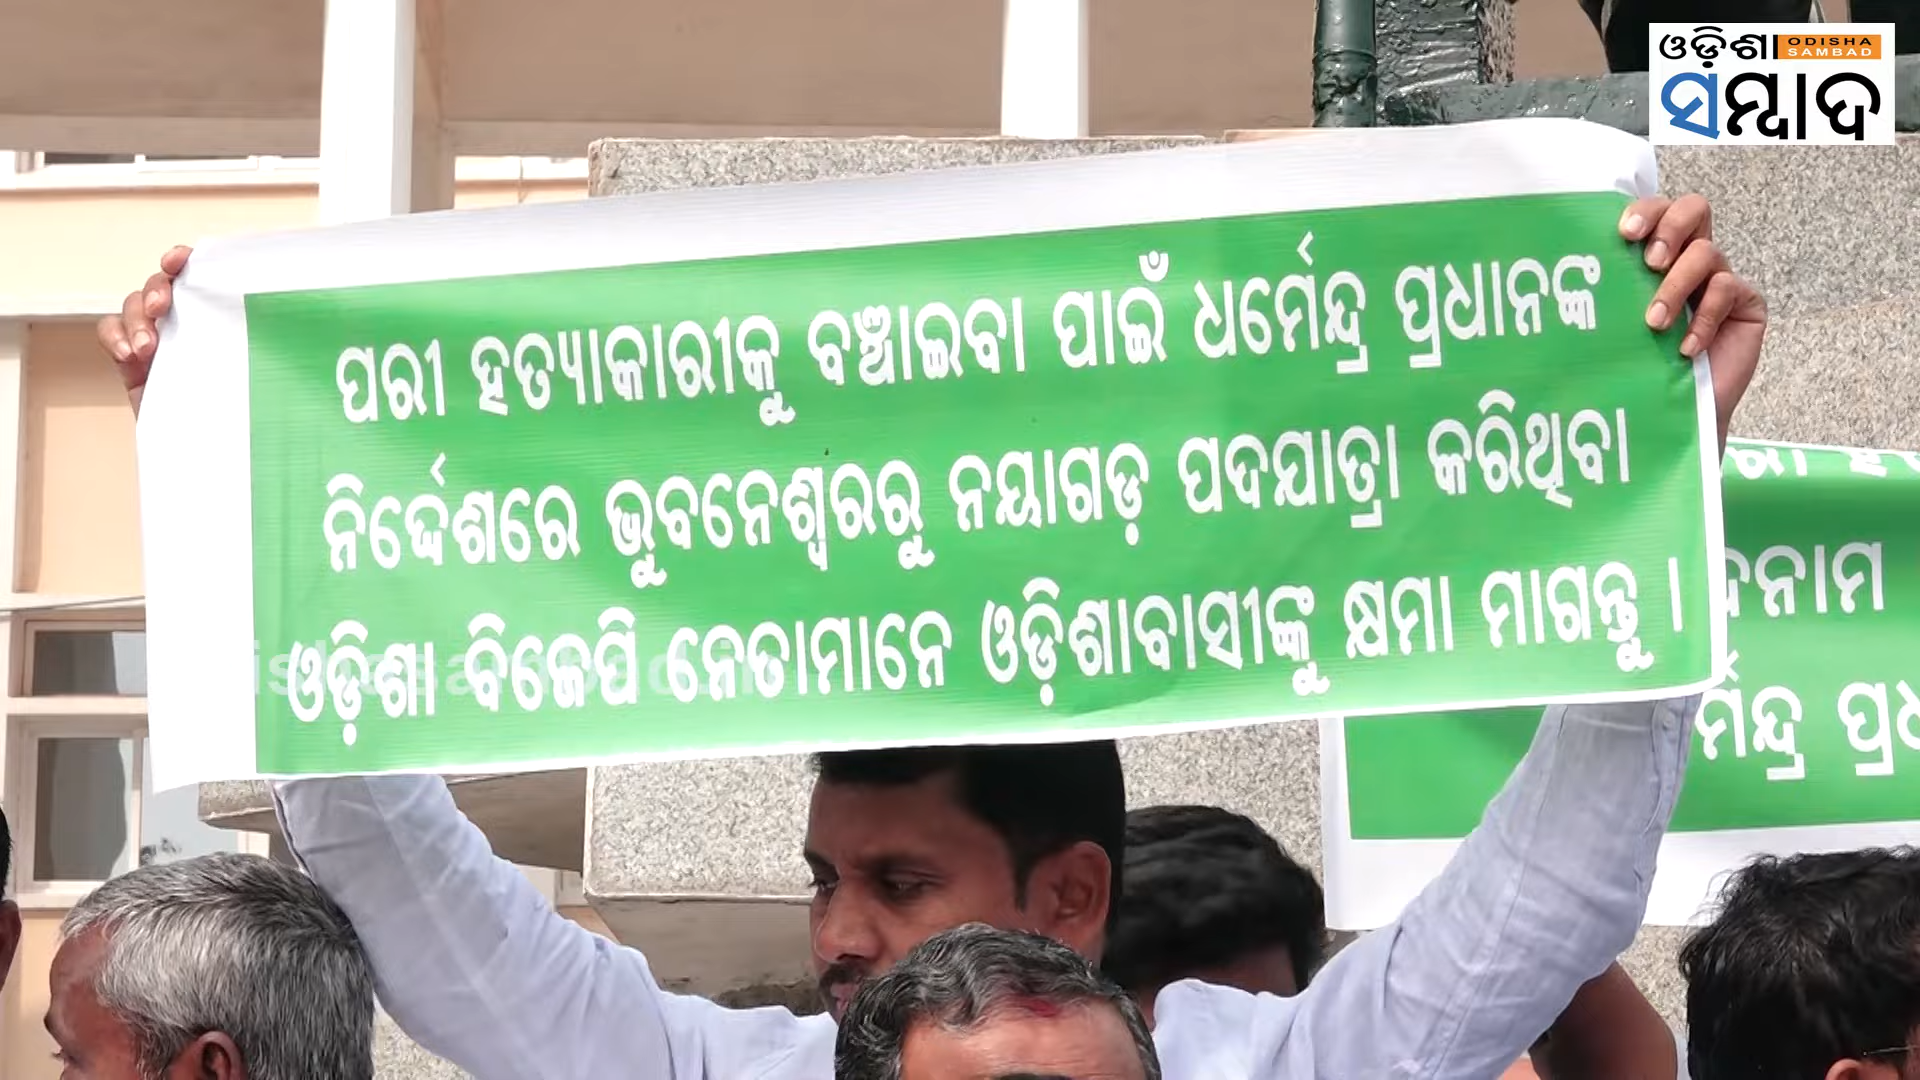 ଓଡ଼ିଶା ODISHA
SAMBAD
ସମ୍ବାଦ
ପରୀ ହତ୍ୟାକାରୀକୁ ବଞ୍ଚାଇବା ପାଇଁ ଧର୍ମେନ୍ଦ୍ର ପ୍ରଧାନଙ୍କ
ନିର୍ଦ୍ଦେଶରେ ଭୁବନେଶ୍ୱରରୁ ନୟାଗଡ଼ ପଦଯାତ୍ରା କରିଥିବା
ଓଡ଼ିଶା ବିଜେପି ନେତାମାନେ ଓଡ଼ିଶାବାସୀଙ୍କୁ କ୍ଷମା ମାଗନ୍ତୁ ।